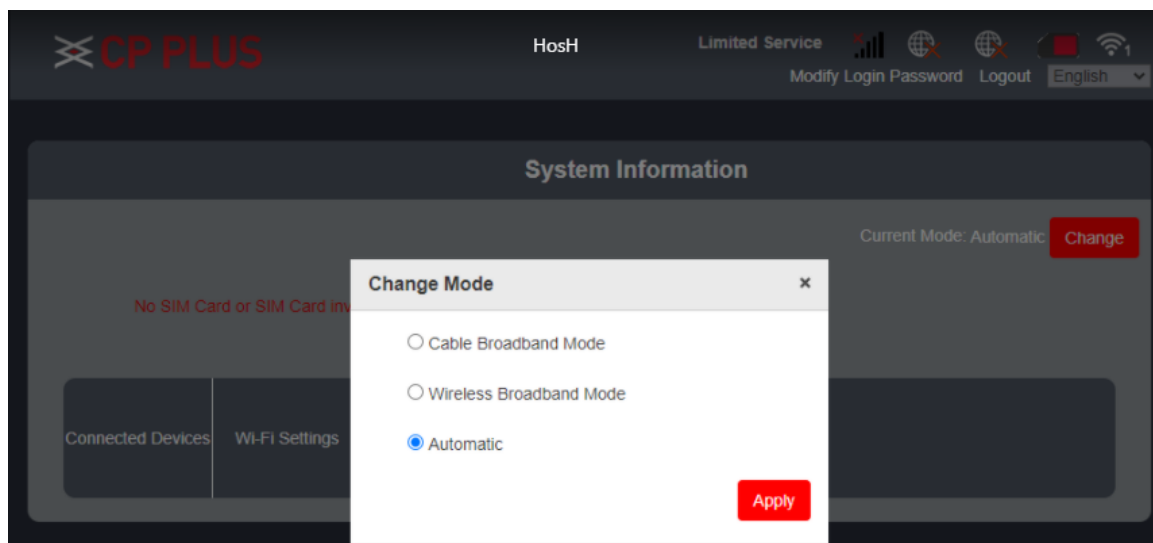 CP PLUS
HosH
Limited Service
1
Modify Login Password Logout English
System Information
Current Mode: Automatic Change
Change Mode ×
No SIM Card or SIM Card inv
Cable Broadband Mode
Wireless Broadband Mode
Connected Devices Wi-Fi Settings
Automatic
Apply